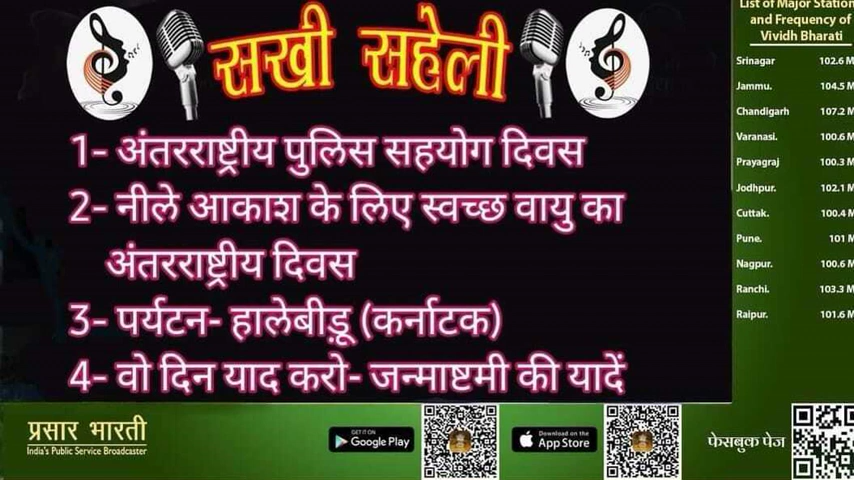 सखी सहेली
1- अंतरराष्ट्रीय पुलिस सहयोग दिवस
2- नीले आकाश के लिए स्वच्छ वायु का
अंतरराष्ट्रीय दिवस
3- पर्यटन- हालेबीडू (कर्नाटक)
4- वो दिन याद करो- जन्माष्टमी की यादें
List of Major Station
and Frequency of
Vividh Bharati
Srinagar 102.6 M
Jammu. 104.5 M
Chandigarh 107.2 M
Varanasi. 100.6 M
Prayagraj 100.3 M
Jodhpur. 102.1 M
Cuttak. 100.4 M
Pune. 101 M
Nagpur. 100.6 M
Ranchi. 103.3 M
Raipur. 101.6 M
प्रसार भारती
India's Public Service Broadcaster
GET IT ON
Google Play
Download on the
App Store
फेसबुक पेज